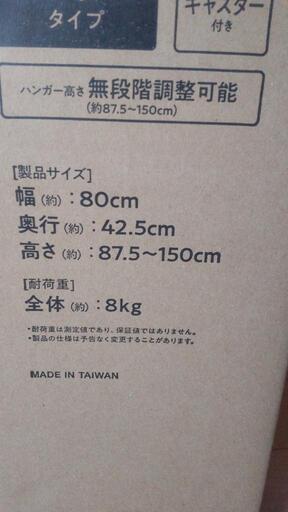 タイプ
キャスター
付き
ハンガー高さ 無段階調整可能
(約87.5~150cm)
[製品サイズ]
幅(約):80cm
奥行(約):42.5cm
高さ(約):87.5~150cm
[耐荷重]
全体(約):8kg
・耐荷重は測定値であり、保証値ではありません。
・製品の仕様は予告なく変更することがあります。
MADE IN TAIWAN